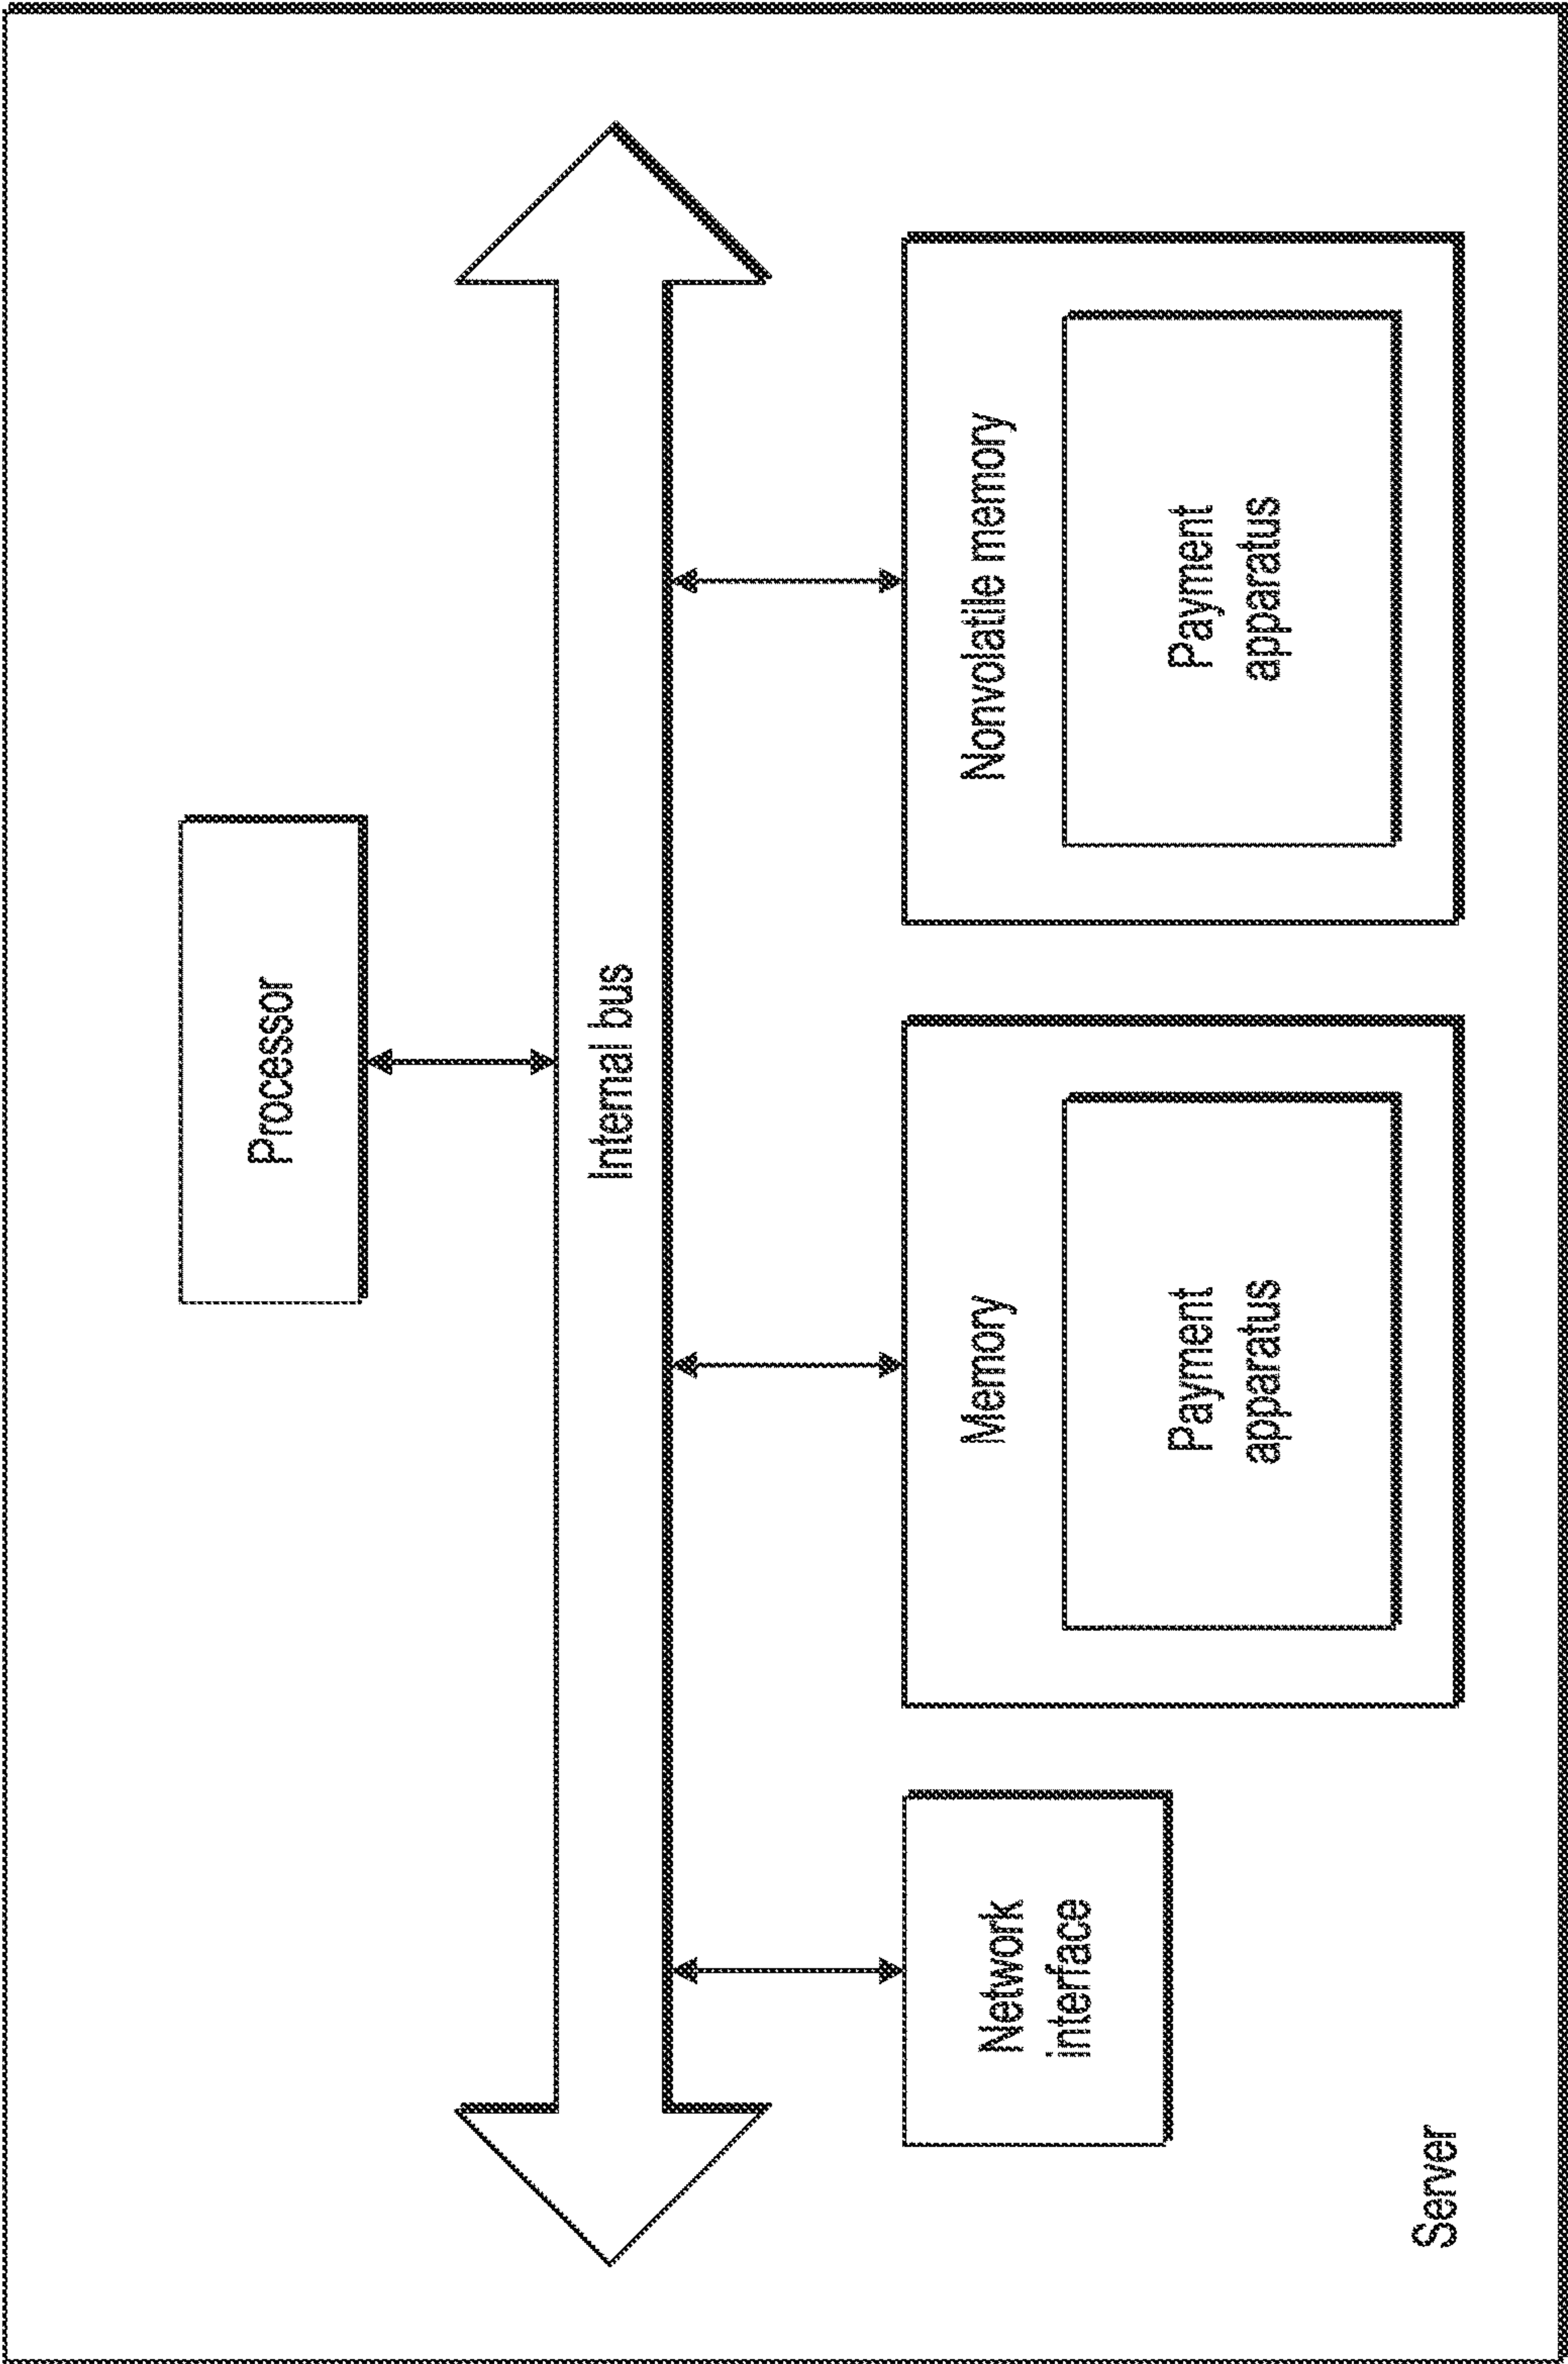 Processor
Internal bus
Network
interface
Memory
Payment
apparatus
Nonvolatile memory
Payment
apparatus
Server